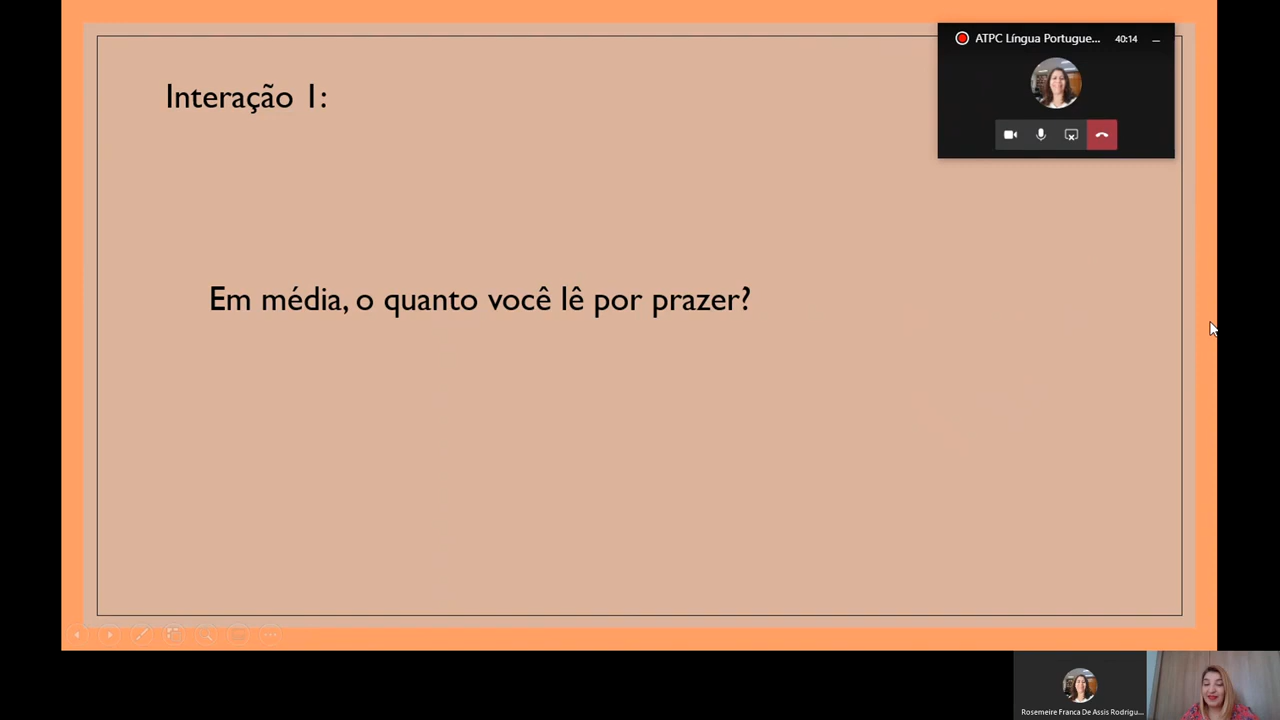 ATPC Língua Portugue... 40:14
Interação 1:
Em média, o quanto você lê por prazer?
Rosemeire Franca De Assis Rodrigu...